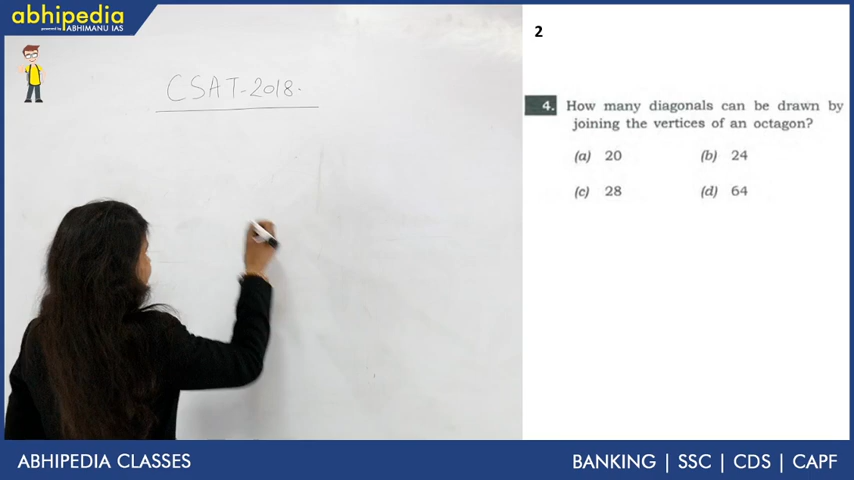 abhipedia
powered by ABHIMANU IAS
CSAT-2018.
2
4. How many diagonals can be drawn by
joining the vertices of an octagon?
(a) 20 (b) 24
(c) 28 (d) 64
ABHIPEDIA CLASSES
BANKING | SSC | CDS | CAPF